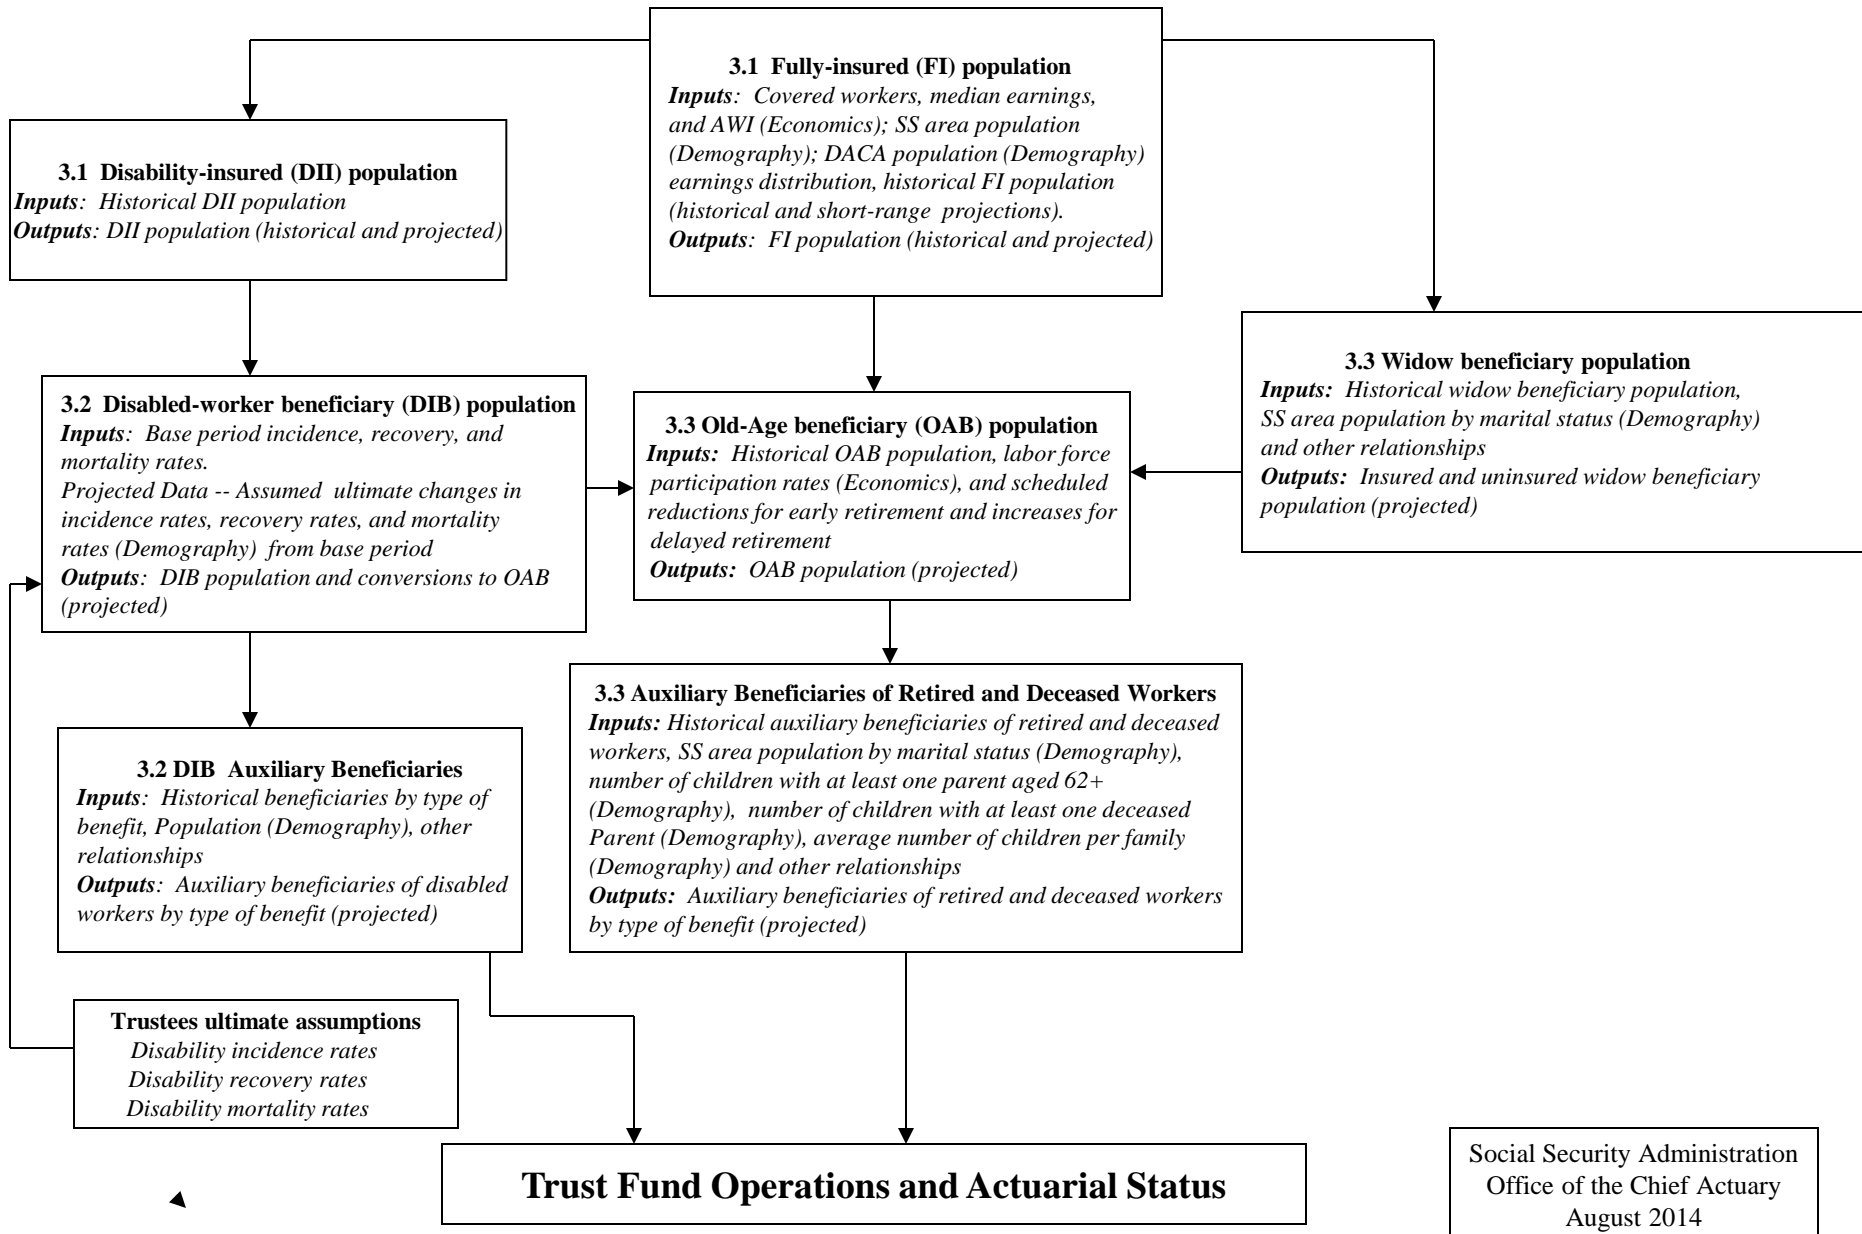 3.1  Fully-insured (FI) population
Inputs:  Covered workers, median earnings,
and AWI (Economics); SS area population
(Demography); DACA population (Demography)
earnings distribution, historical FI population
(historical and short-range  projections).
Outputs:  FI population (historical and projected)
3.1  Disability-insured (DII) population
Inputs:  Historical DII population
Outputs: DII population (historical and projected)
3.2  Disabled-worker beneficiary (DIB) population
Inputs:  Base period incidence, recovery, and
mortality rates.
Projected Data -- Assumed  ultimate changes in
incidence rates, recovery rates, and mortality
rates (Demography)  from base period
Outputs:  DIB population and conversions to OAB
(projected)
3.3 Old-Age beneficiary (OAB) population
Inputs:  Historical OAB population, labor force
participation rates (Economics), and scheduled
reductions for early retirement and increases for
delayed retirement
Outputs:  OAB population (projected)
3.3 Widow beneficiary population
Inputs:  Historical widow beneficiary population,
SS area population by marital status (Demography)
and other relationships
Outputs:  Insured and uninsured widow beneficiary
population (projected)
3.2 DIB  Auxiliary Beneficiaries
Inputs:  Historical beneficiaries by type of
benefit, Population (Demography), other
relationships
Outputs:  Auxiliary beneficiaries of disabled
workers by type of benefit (projected)
3.3 Auxiliary Beneficiaries of Retired and Deceased Workers
Inputs: Historical auxiliary beneficiaries of retired and deceased
workers, SS area population by marital status (Demography),
number of children with at least one parent aged 62+
(Demography),  number of children with at least one deceased
Parent (Demography), average number of children per family
(Demography) and other relationships
Outputs:  Auxiliary beneficiaries of retired and deceased workers
by type of benefit (projected)
Trustees ultimate assumptions
Disability incidence rates
Disability recovery rates
Disability mortality rates
Trust Fund Operations and Actuarial Status
Social Security Administration
Office of the Chief Actuary
August 2014